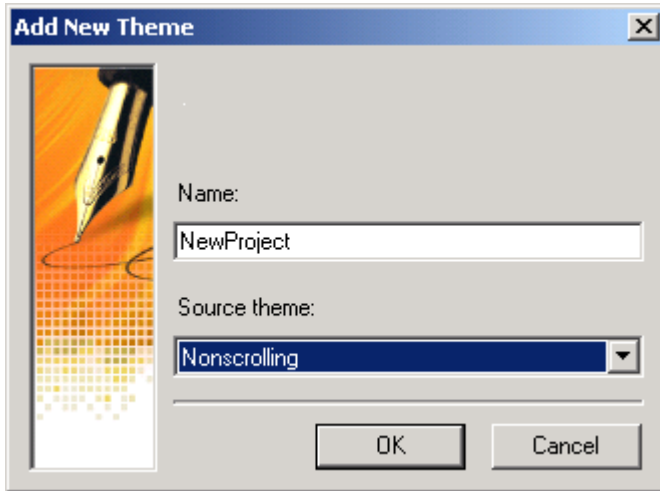 Add New Theme
Name:
NewProject
Source theme:
Nonscrolling
OK
Cancel